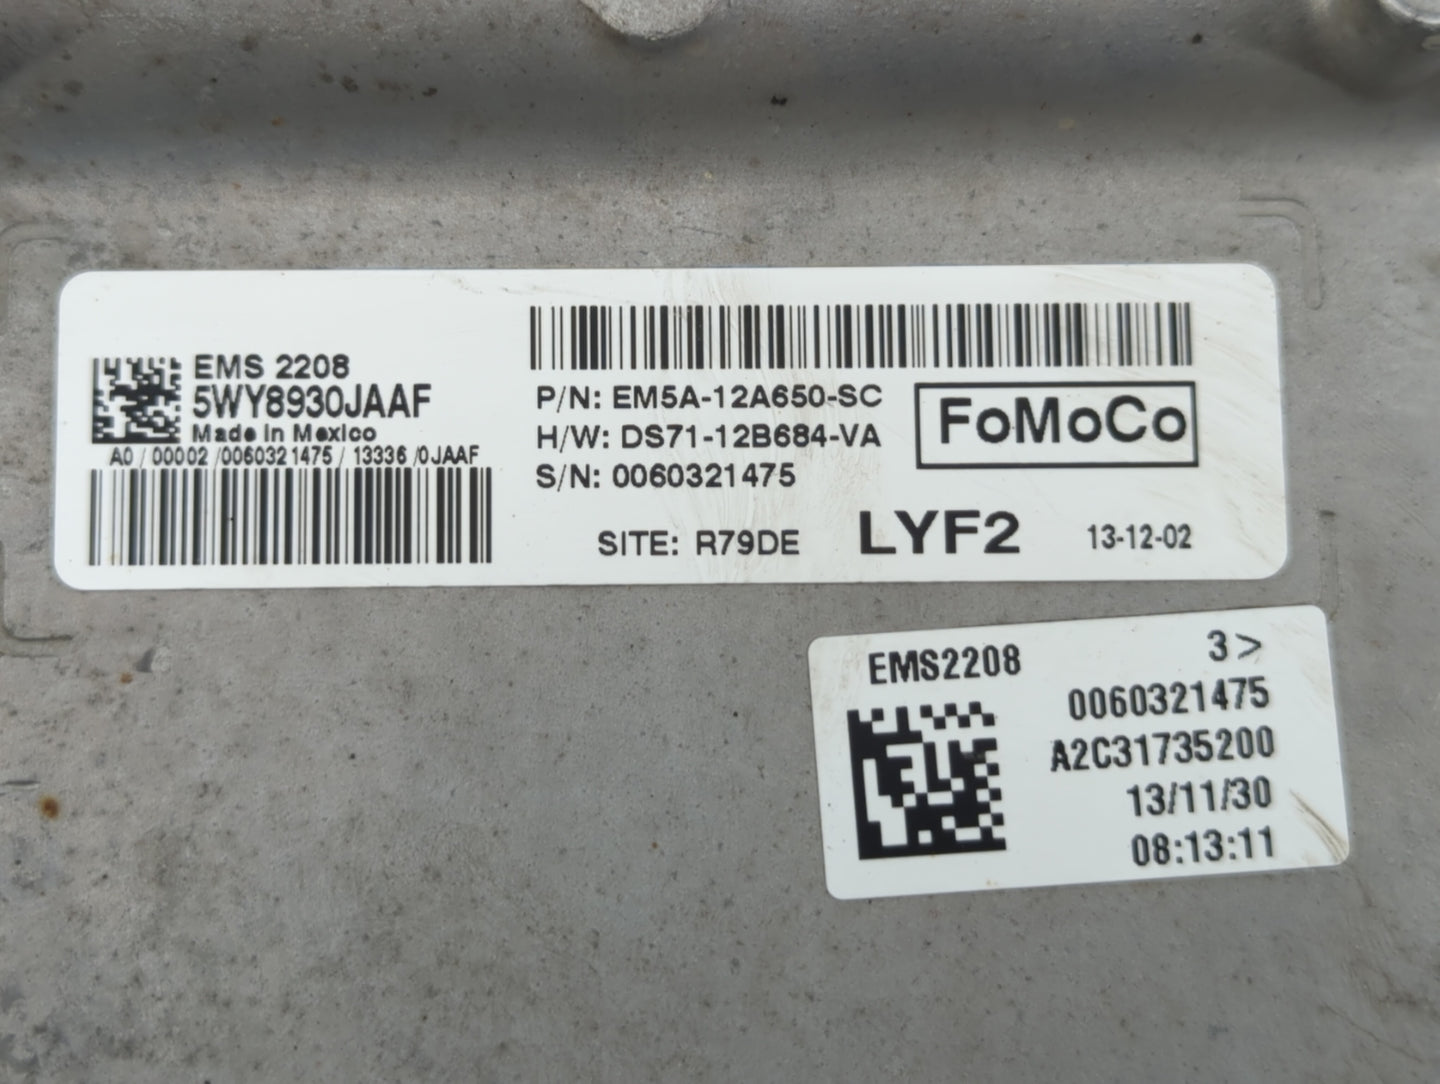 EMS 2208
5WY8930JAAF
Made in Mexico
A0 / 00002 /0060321475 / 13336 /0JAAF
P/N: EM5A-12A650-SC
H/W: DS71-12B684-VA
S/N: 0060321475
FoMoCo
SITE: R79DE LYF2 13-12-02
EMS2208 3>
0060321475
A2C31735200
13/11/30
08:13:11